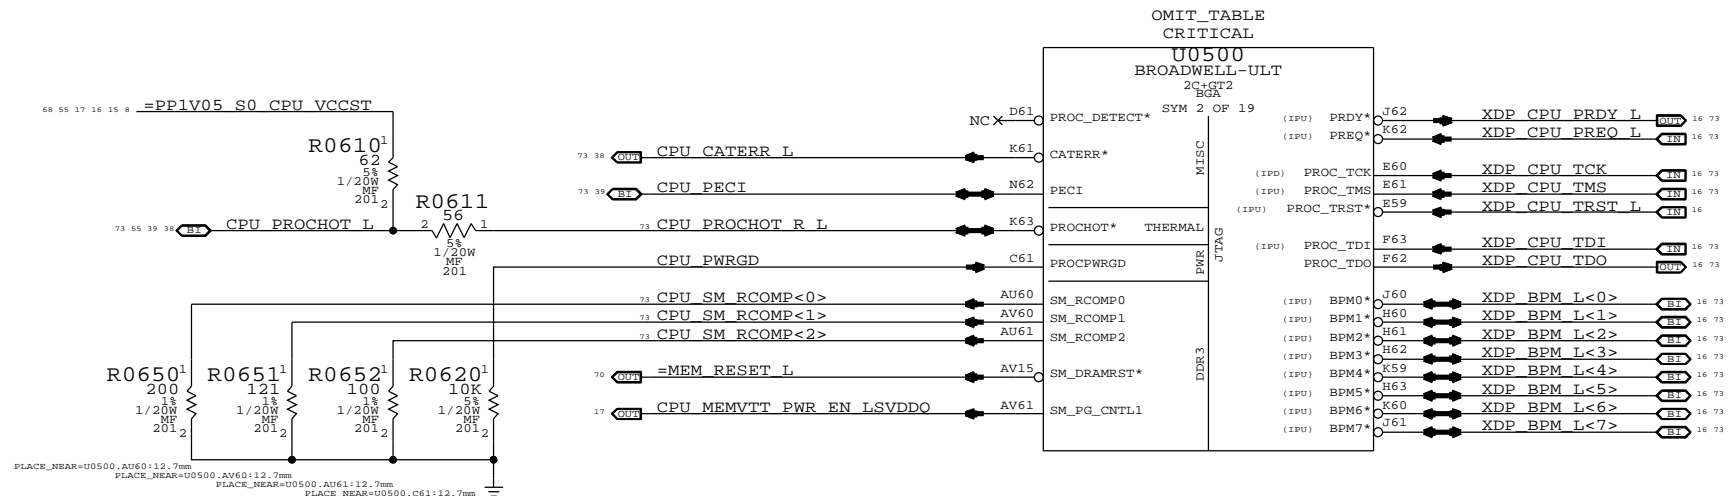 OMIT_TABLE
CRITICAL
U0500
BROADWELL-ULT
2C+GT2
BGA
SYM 2 OF 19
68 55 17 16 15 8 =PP1V05_S0_CPU_VCCST
R0610 1
62
5%
1/20W
MF
201 2
R0611
2 56 1
5%
1/20W
MF
201
73 55 39 38 BI CPU_PROCHOT_L
NC D61 PROC_DETECT*
73 38 OUT CPU_CATERR_L K61 CATERR*
73 39 BI CPU_PECI N62 PECI
73 CPU_PROCHOT_R_L K63 PROCHOT* THERMAL
CPU_PWRGD C61 PROCPWRGD
73 CPU_SM_RCOMP<0> AU60 SM_RCOMP0
73 CPU_SM_RCOMP<1> AV60 SM_RCOMP1
73 CPU_SM_RCOMP<2> AU61 SM_RCOMP2
70 OUT =MEM_RESET_L AV15 SM_DRAMRST*
17 OUT CPU_MEMVTT_PWR_EN_LSVDDQ AV61 SM_PG_CNTL1
MISC
PWR
JTAG
DDR3
(IPU) PRDY* J62 XDP_CPU_PRDY_L OUT 16 73
(IPU) PREQ* K62 XDP_CPU_PREQ_L IN 16 73
(IPD) PROC_TCK E60 XDP_CPU_TCK IN 16 73
(IPU) PROC_TMS E61 XDP_CPU_TMS IN 16 73
(IPU) PROC_TRST* E59 XDP_CPU_TRST_L IN 16
(IPU) PROC_TDI F63 XDP_CPU_TDI IN 16 73
PROC_TDO F62 XDP_CPU_TDO OUT 16 73
(IPU) BPM0* J60 XDP_BPM_L<0> BI 16 73
(IPU) BPM1* H60 XDP_BPM_L<1> BI 16 73
(IPU) BPM2* H61 XDP_BPM_L<2> BI 16 73
(IPU) BPM3* H62 XDP_BPM_L<3> BI 16 73
(IPU) BPM4* K59 XDP_BPM_L<4> BI 16 73
(IPU) BPM5* H63 XDP_BPM_L<5> BI 16 73
(IPU) BPM6* K60 XDP_BPM_L<6> BI 16 73
(IPU) BPM7* J61 XDP_BPM_L<7> BI 16 73
R0650 1
200
1%
1/20W
MF
201 2
R0651 1
121
1%
1/20W
MF
201 2
R0652 1
100
1%
1/20W
MF
201 2
R0620 1
10K
5%
1/20W
MF
201 2
PLACE_NEAR=U0500.AU60:12.7mm
PLACE_NEAR=U0500.AV60:12.7mm
PLACE_NEAR=U0500.AU61:12.7mm
PLACE_NEAR=U0500.C61:12.7mm